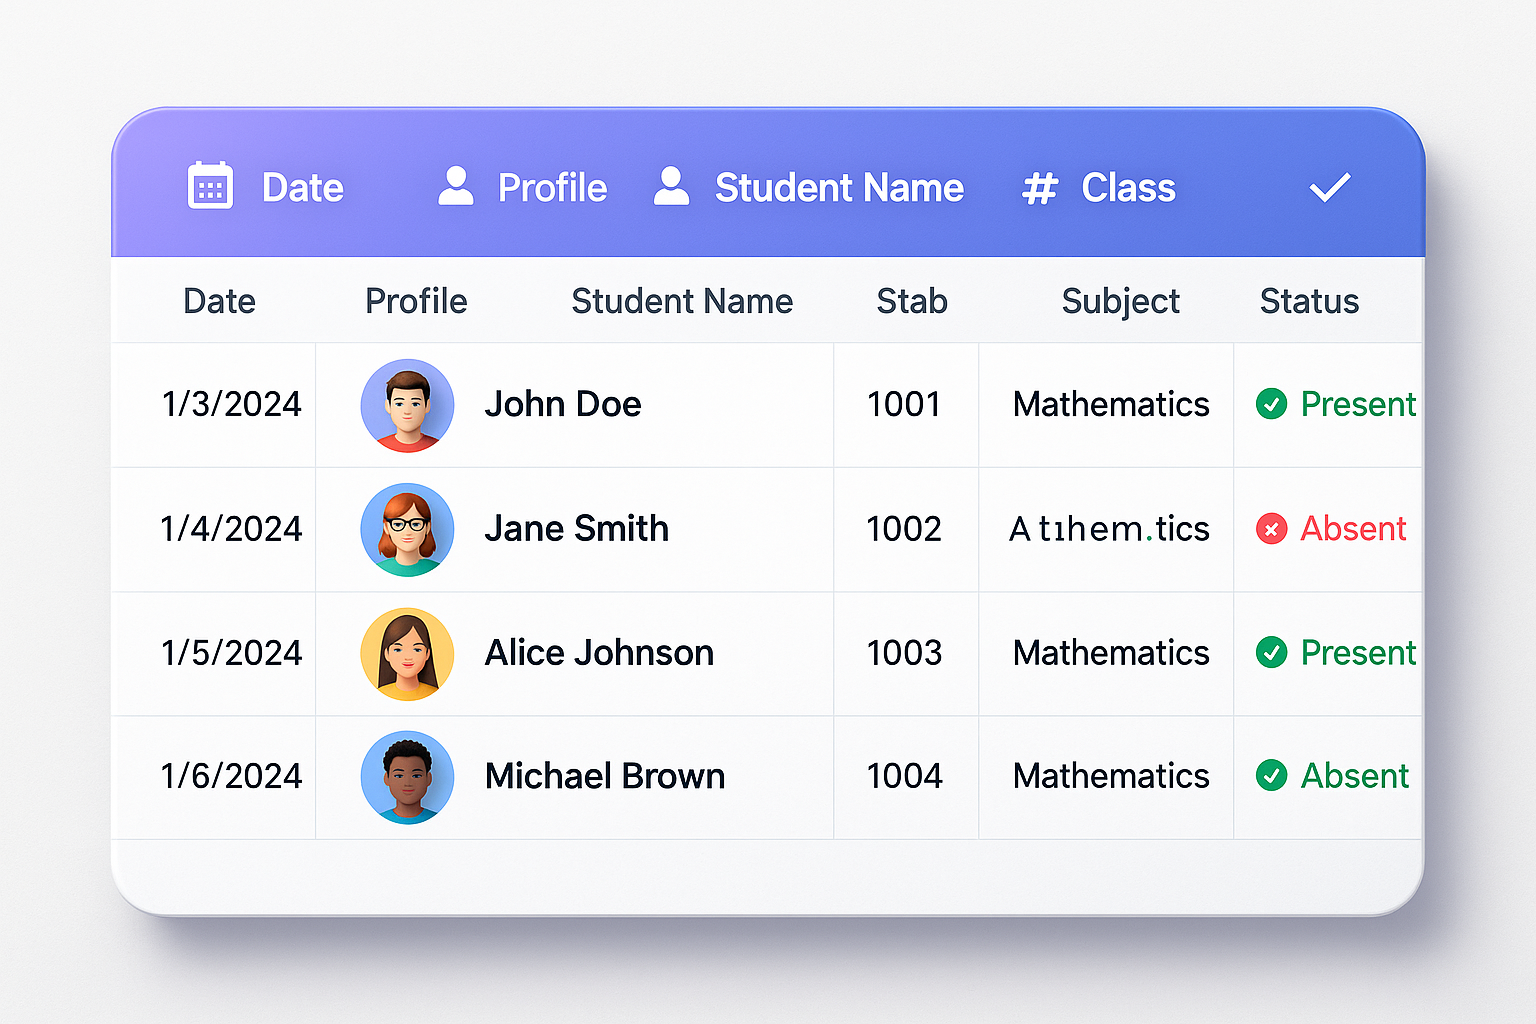 Date Profile Student Name # Class
Date Profile Student Name Stab Subject Status
1/3/2024 John Doe 1001 Mathematics Present
1/4/2024 Jane Smith 1002 A tıhem.tics Absent
1/5/2024 Alice Johnson 1003 Mathematics Present
1/6/2024 Michael Brown 1004 Mathematics Absent